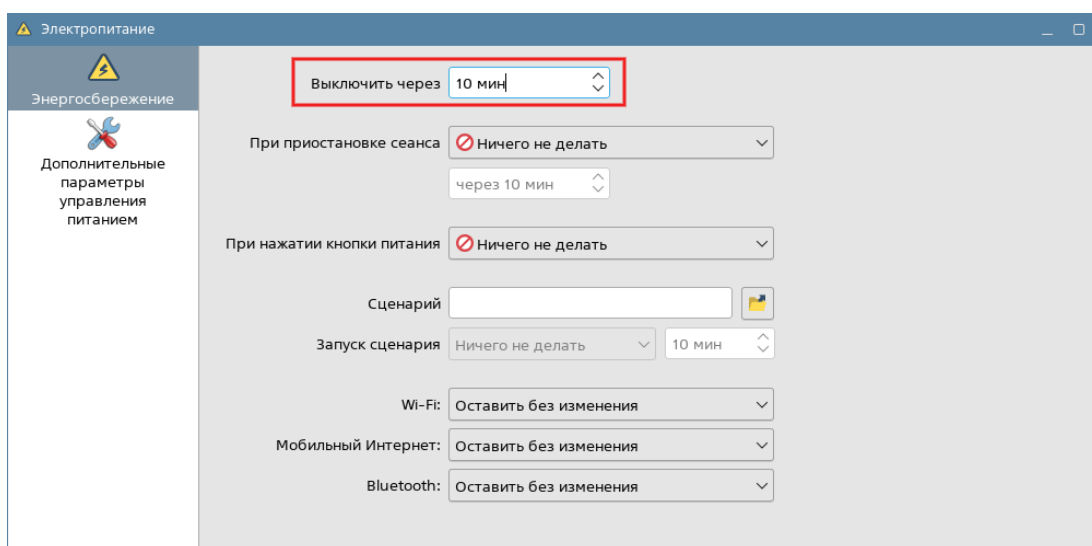 Электропитание
Энергосбережение
Дополнительные
параметры
управления
питанием
Выключить через 10 мин
При приостановке сеанса Ничего не делать
через 10 мин
При нажатии кнопки питания Ничего не делать
Сценарий
Запуск сценария Ничего не делать 10 мин
Wi-Fi: Оставить без изменения
Мобильный Интернет: Оставить без изменения
Bluetooth: Оставить без изменения